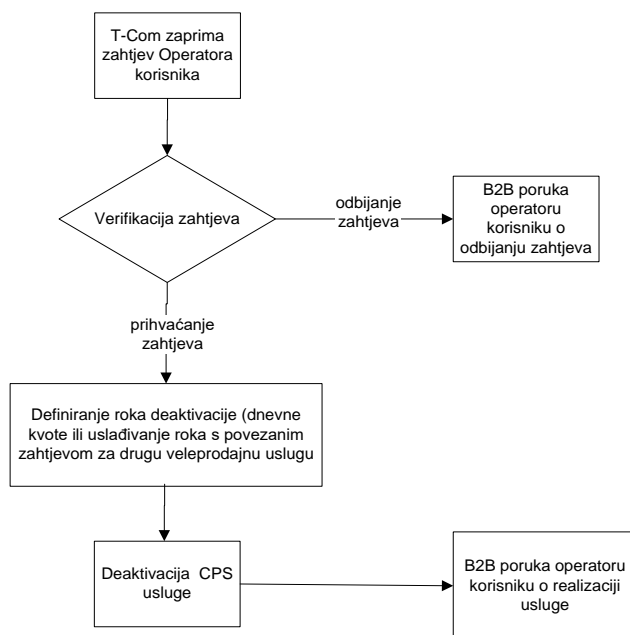 T-Com zaprima
zahtjev Operatora
korisnika
Verifikacija zahtjeva
odbijanje
zahtjeva
B2B poruka
operatoru
korisniku o
odbijanju zahtjeva
prihvaćanje
zahtjeva
Definiranje roka deaktivacije (dnevne
kvote ili uslađivanje roka s povezanim
zahtjevom za drugu veleprodajnu uslugu
Deaktivacija CPS
usluge
B2B poruka operatoru
korisniku o realizaciji
usluge